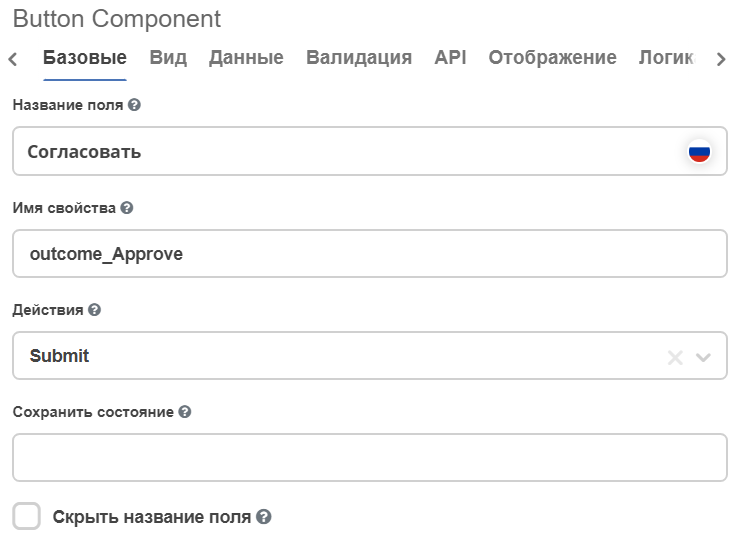 Button Component
Базовые Вид Данные Валидация API Отображение Логик
Название поля
Согласовать
Имя свойства
outcome_Approve
Действия
Submit
Сохранить состояние
Скрыть название поля